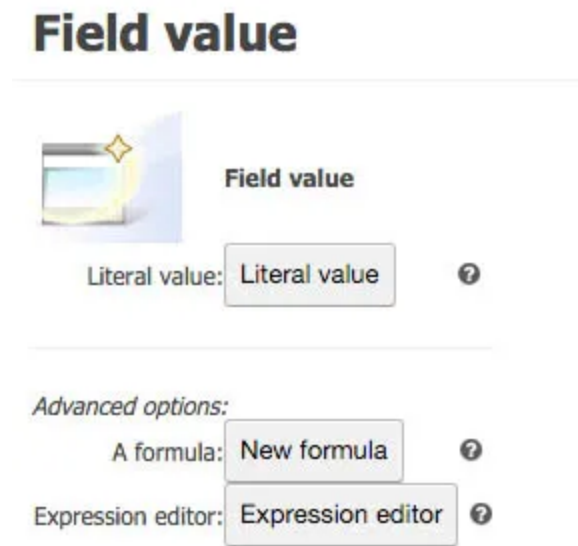 Field value
Field value
Literal value: Literal value
Advanced options:
A formula: New formula
Expression editor: Expression editor